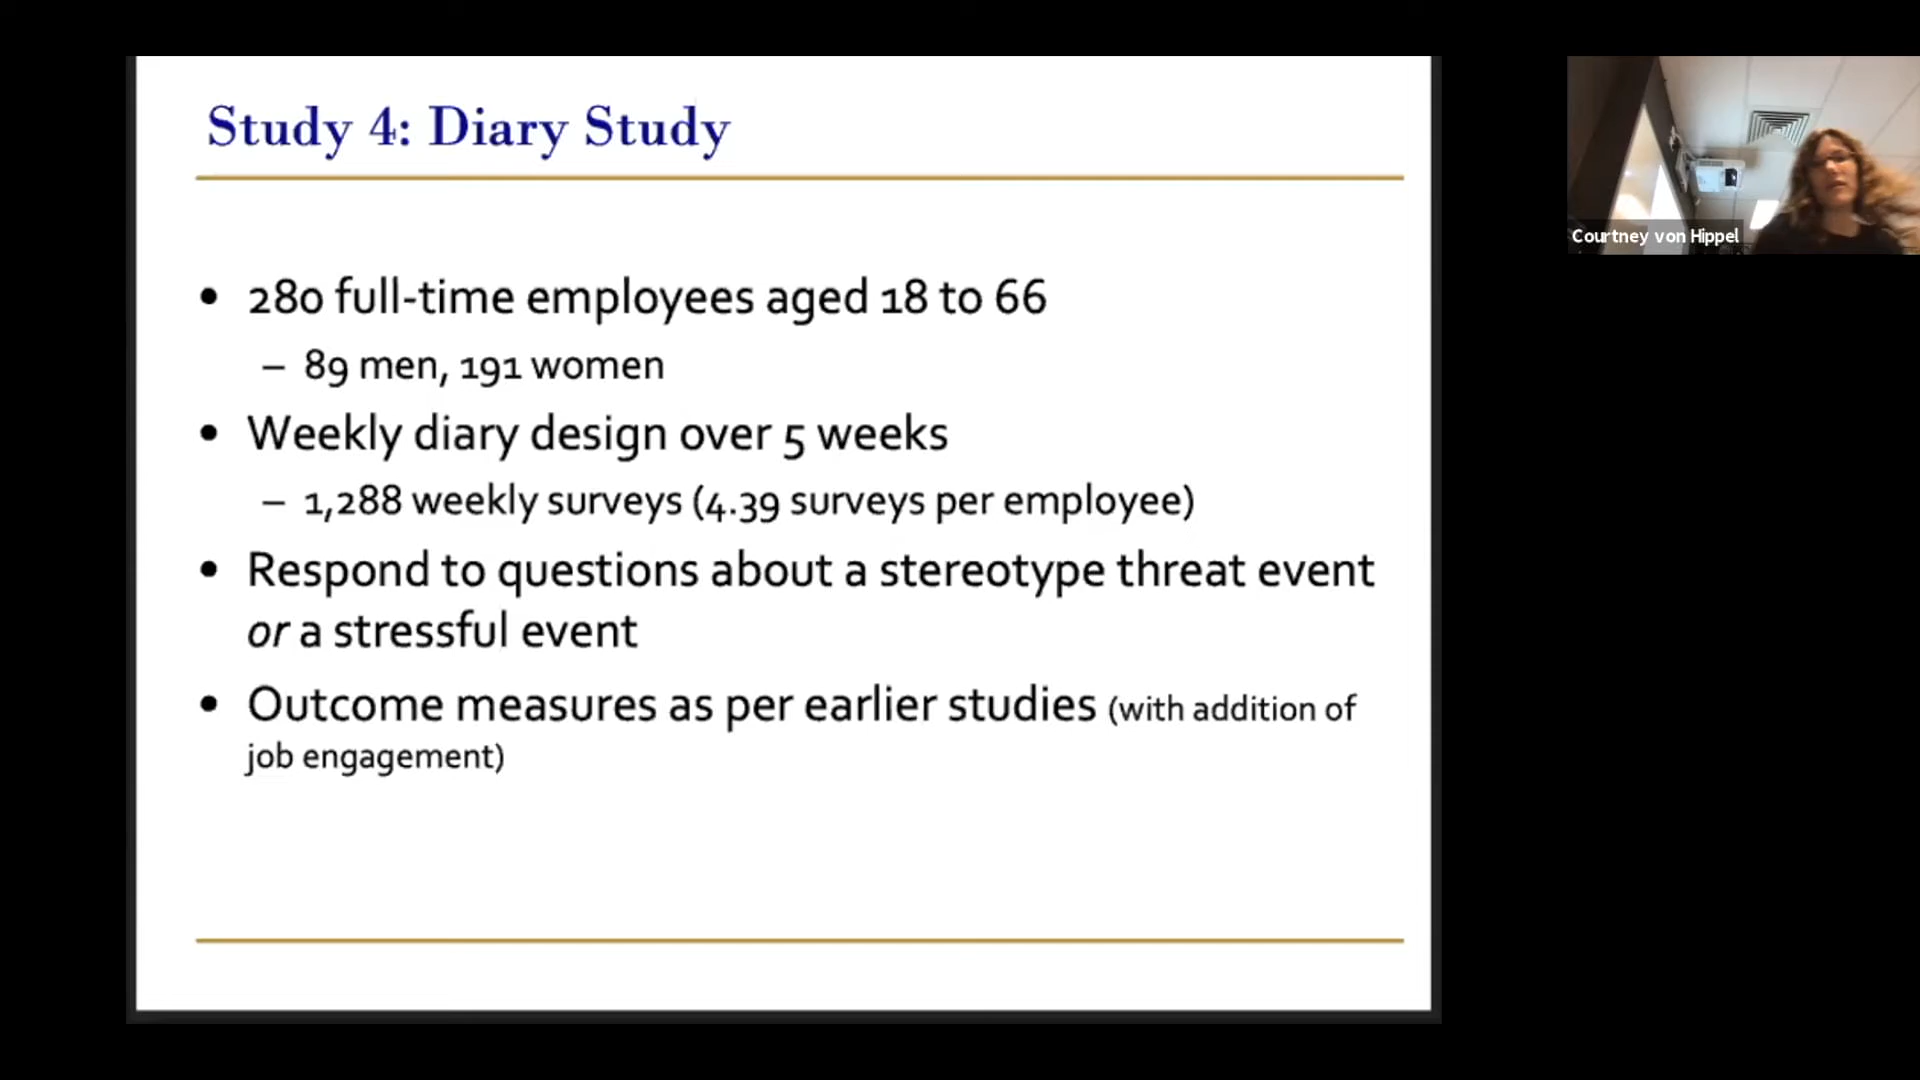 Study 4: Diary Study
• 280 full-time employees aged 18 to 66
– 89 men, 191 women
• Weekly diary design over 5 weeks
– 1,288 weekly surveys (4.39 surveys per employee)
• Respond to questions about a stereotype threat event
or a stressful event
• Outcome measures as per earlier studies (with addition of
job engagement)
Courtney von Hippel